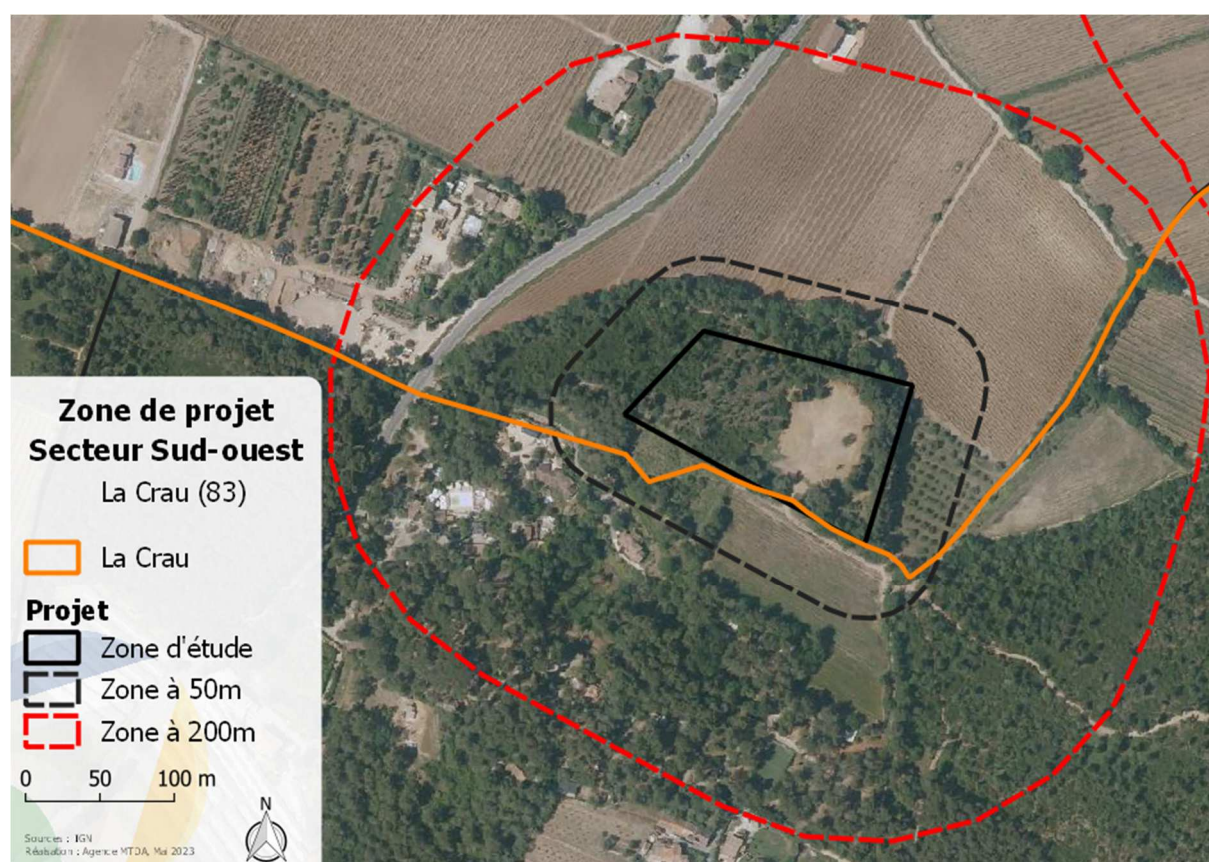 Zone de projet
Secteur Sud-ouest
La Crau (83)
La Crau
Projet
Zone d'étude
Zone à 50m
Zone à 200m
0 50 100 m
N
Sources : IGN
Réalisation : Agence MTDA, Mai 2023